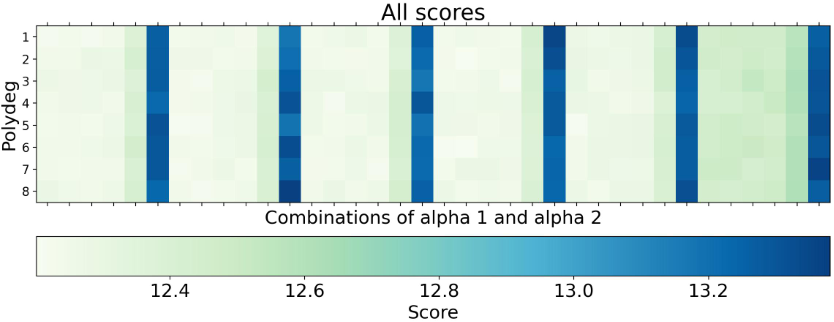 All scores
Polydeg
1
2
3
4
5
6
7
8
Combinations of alpha 1 and alpha 2
12.4 12.6 12.8 13.0 13.2
Score